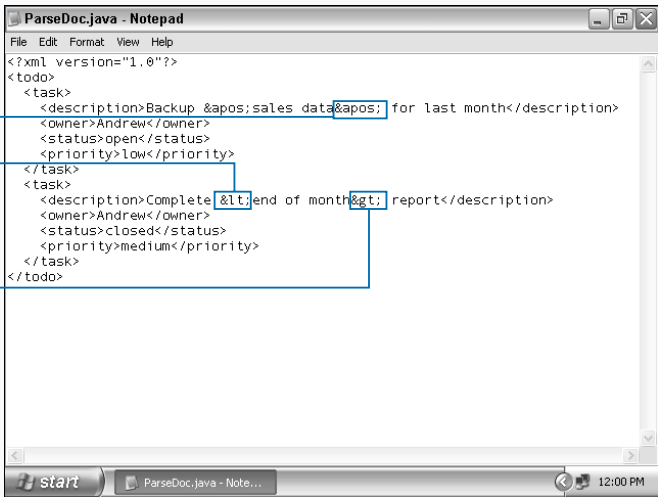 ParseDoc.java - Notepad
File Edit Format View Help
<?xml version="1.0"?>
<todo>
  <task>
    <description>Backup &apos;sales data&apos; for last month</description>
    <owner>Andrew</owner>
    <status>open</status>
    <priority>low</priority>
  </task>
  <task>
    <description>Complete &lt;end of month&gt; report</description>
    <owner>Andrew</owner>
    <status>closed</status>
    <priority>medium</priority>
  </task>
</todo>
start ParseDoc.java - Note... 12:00 PM